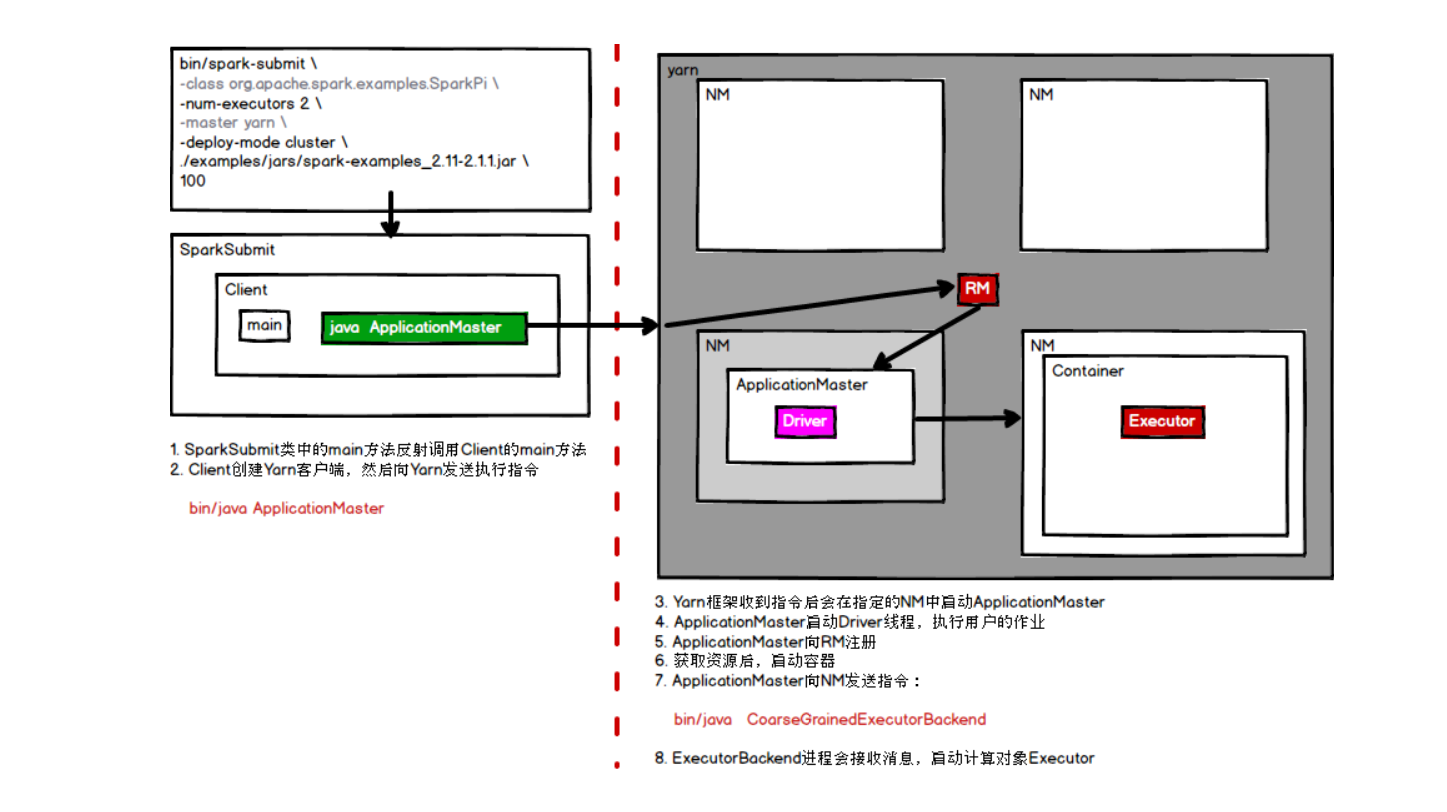 bin/spark-submit \
-class org.apache.spark.examples.SparkPi \
-num-executors 2 \
-master yarn \
-deploy-mode cluster \
./examples/jars/spark-examples_2.11-2.1.1.jar \
100
SparkSubmit
Client
main
java ApplicationMaster
1. SparkSubmit类中的main方法反射调用Client的main方法
2. Client创建Yarn客户端，然后向Yarn发送执行指令
bin/java ApplicationMaster
yarn
NM
NM
RM
NM
ApplicationMaster
Driver
NM
Container
Executor
3. Yarn框架收到指令后会在指定的NM中启动ApplicationMaster
4. ApplicationMaster启动Driver线程，执行用户的作业
5. ApplicationMaster向RM注册
6. 获取资源后，启动容器
7. ApplicationMaster向NM发送指令：
bin/java CoarseGrainedExecutorBackend
8. ExecutorBackend进程会接收消息，启动计算对象Executor